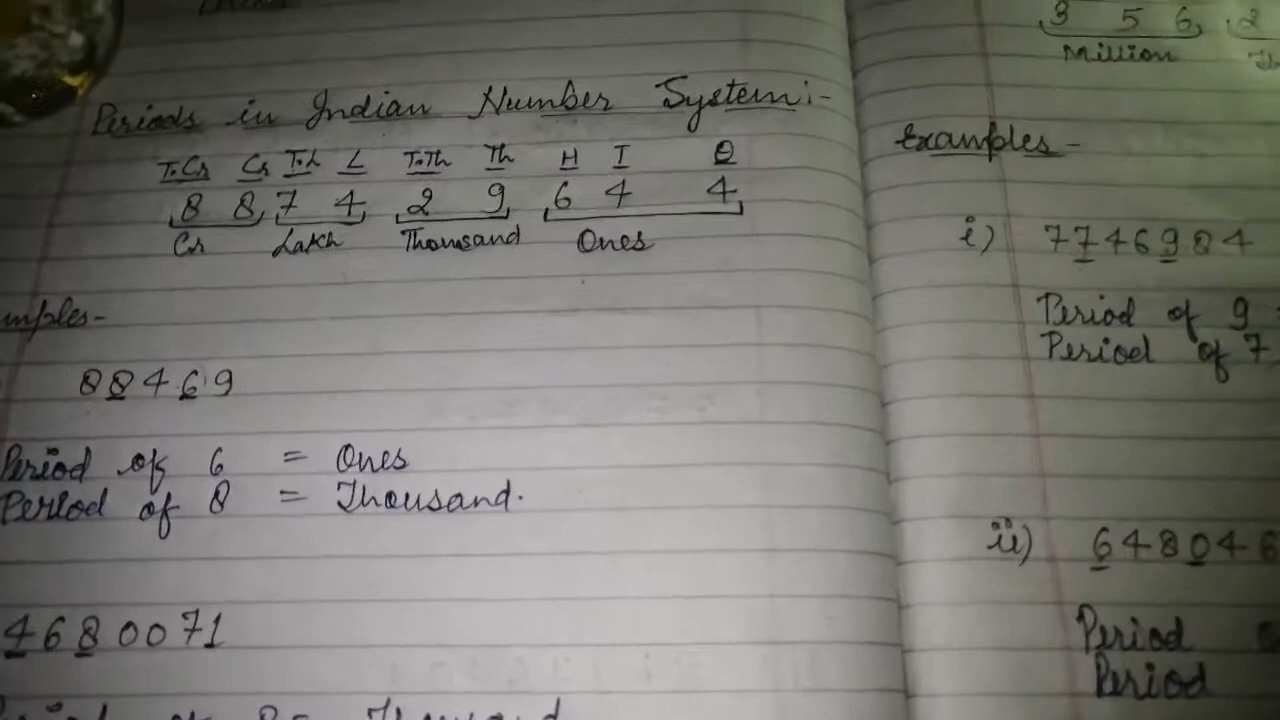 Periods in Indian Number System:-
T.Cr Cr T.L L T.Th Th H T O
8 8 7 4 2 9 6 4 4
Cr Lakh Thousand Ones
88469
Period of 6 = Ones
Period of 8 = Thousand.
4680071
3 5 6, 2
Million
Examples-
i) 7746984
Period of 9
Period of 7
ii) 648046
Period
Period